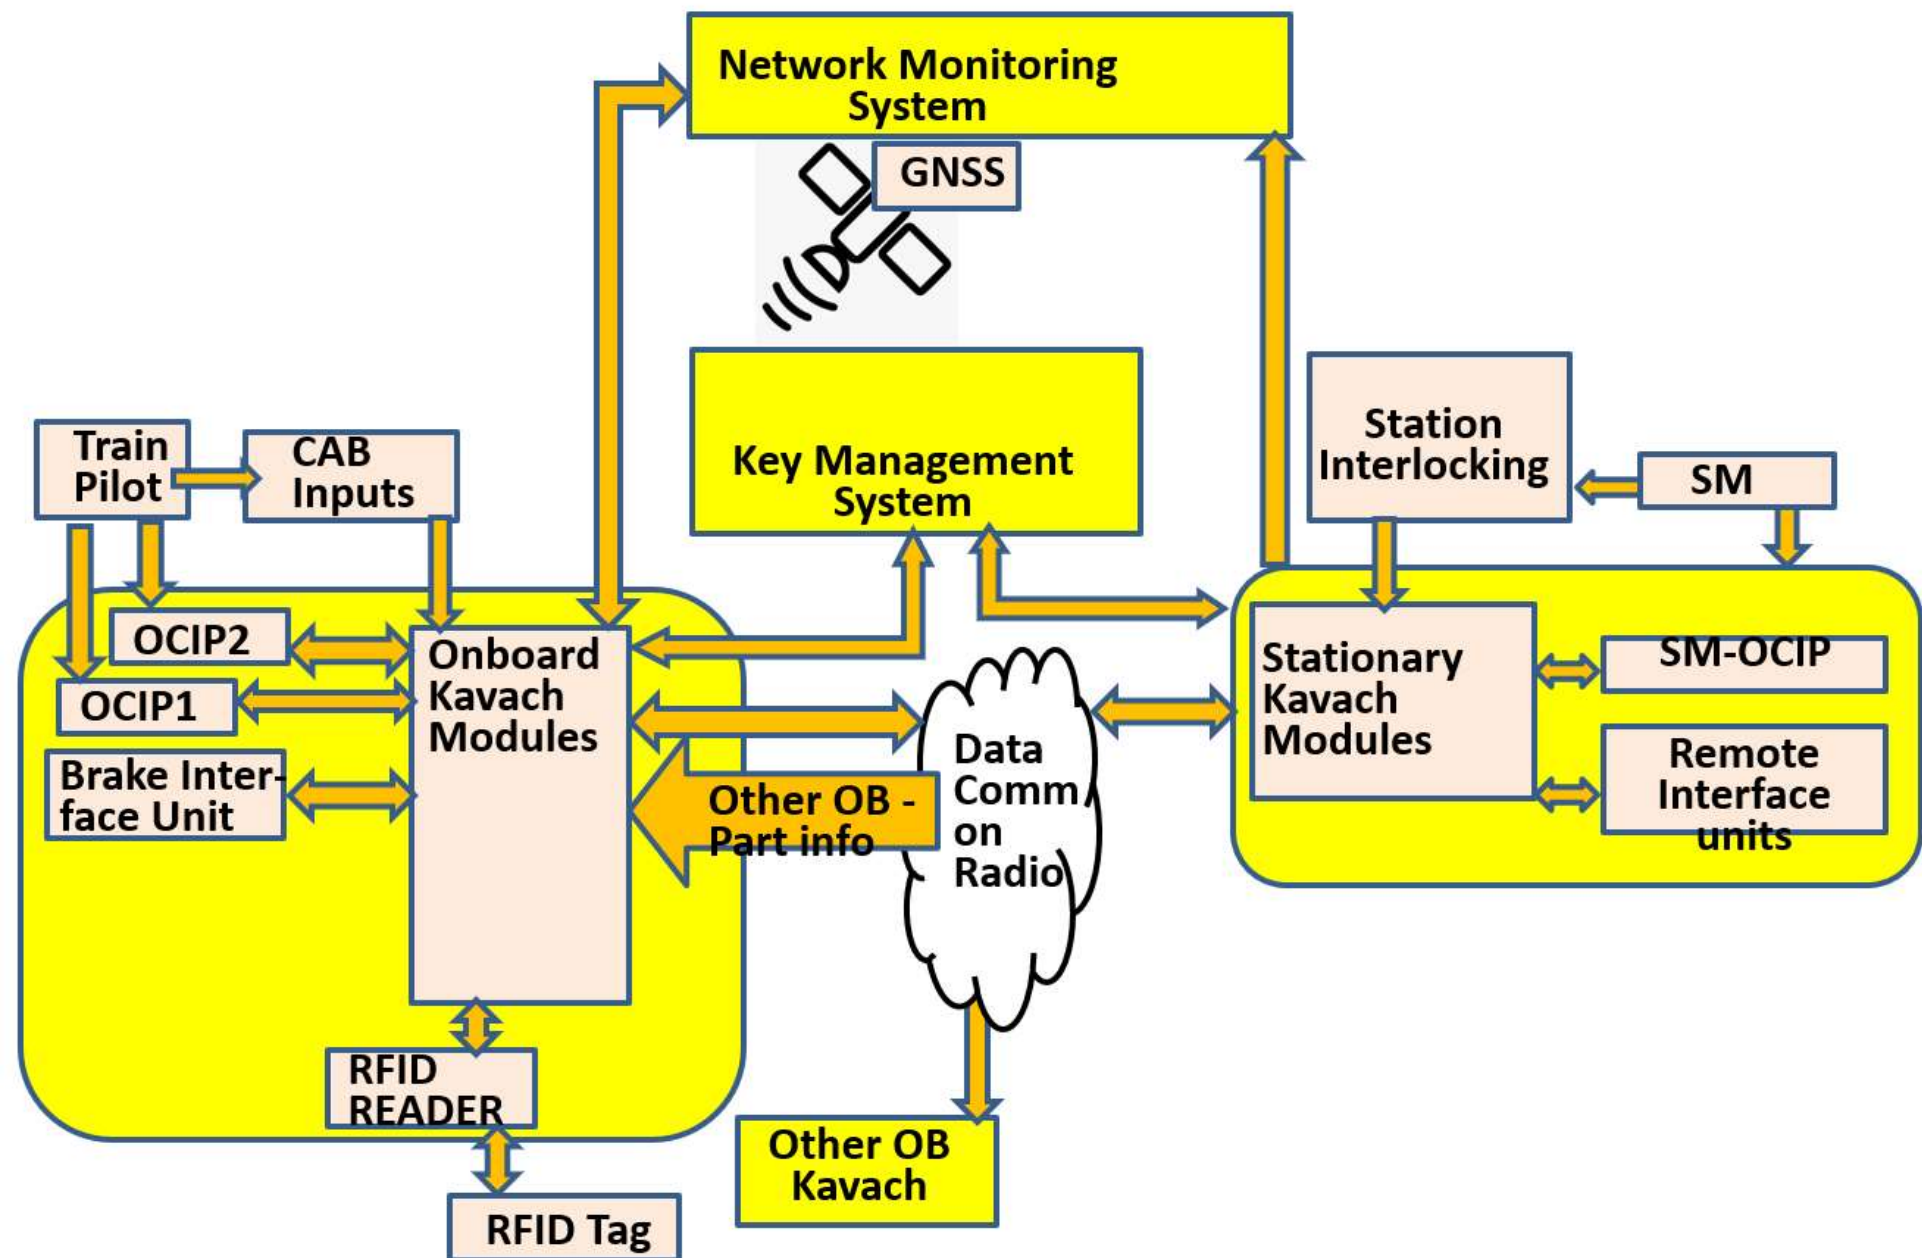 Network Monitoring
System
GNSS
Key Management
System
Train
Pilot
CAB
Inputs
Station
Interlocking
SM
OCIP2
OCIP1
Brake Inter-
face Unit
Onboard
Kavach
Modules
Other OB -
Part info
Data
Comm
on
Radio
Stationary
Kavach
Modules
SM-OCIP
Remote
Interface
units
RFID
READER
RFID Tag
Other OB
Kavach